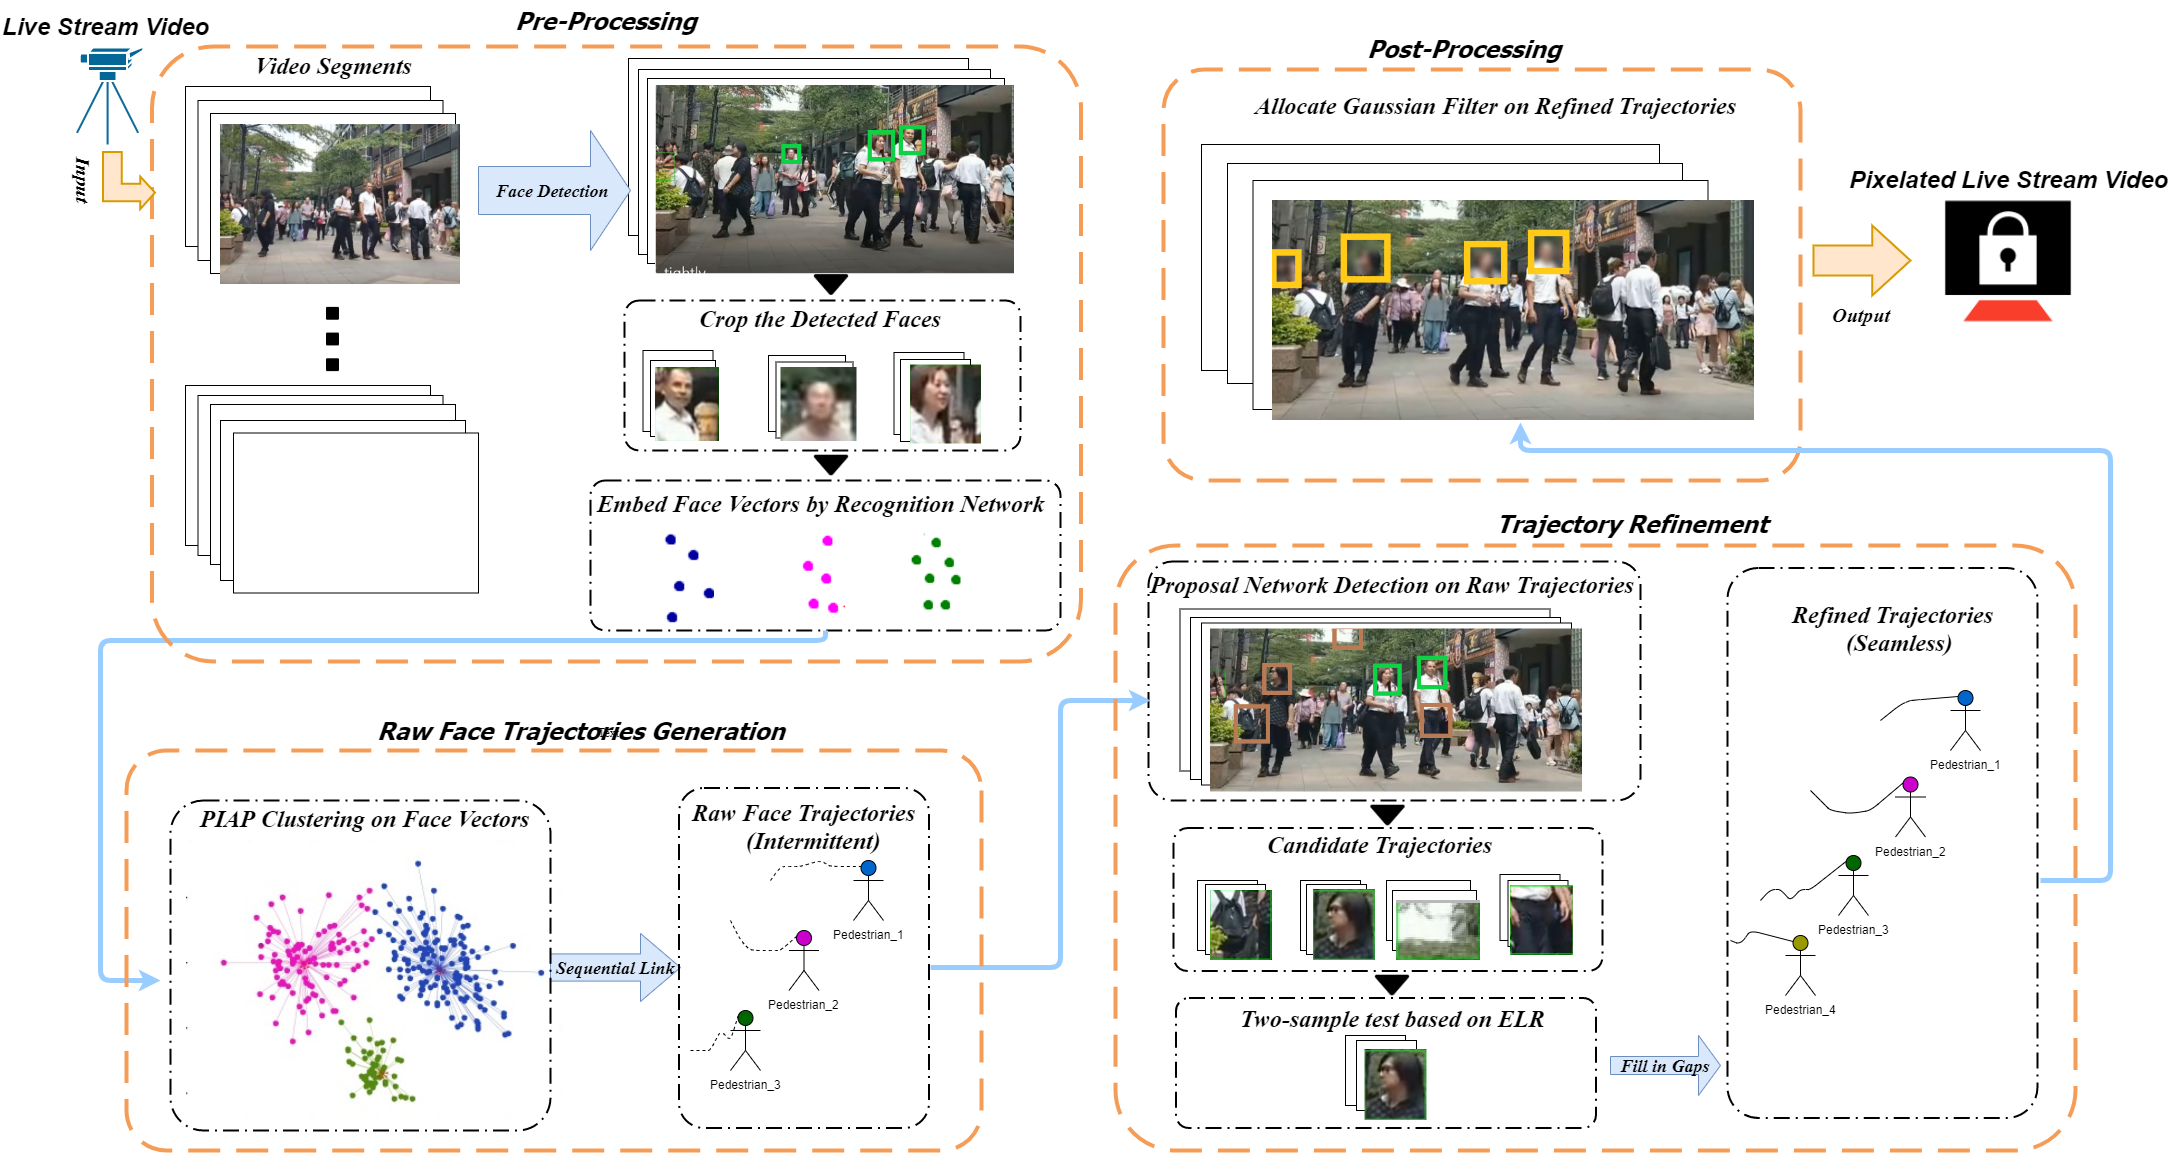 Live Stream Video
Input
Pre-Processing
Video Segments
Face Detection
tightly
Crop the Detected Faces
Embed Face Vectors by Recognition Network
Raw Face Trajectories Generation
PIAP Clustering on Face Vectors
Sequential Link
Raw Face Trajectories
(Intermittent)
Pedestrian_1
Pedestrian_2
Pedestrian_3
Trajectory Refinement
Proposal Network Detection on Raw Trajectories
Candidate Trajectories
Two-sample test based on ELR
Fill in Gaps
Refined Trajectories
(Seamless)
Pedestrian_1
Pedestrian_2
Pedestrian_3
Pedestrian_4
Post-Processing
Allocate Gaussian Filter on Refined Trajectories
Output
Pixelated Live Stream Video